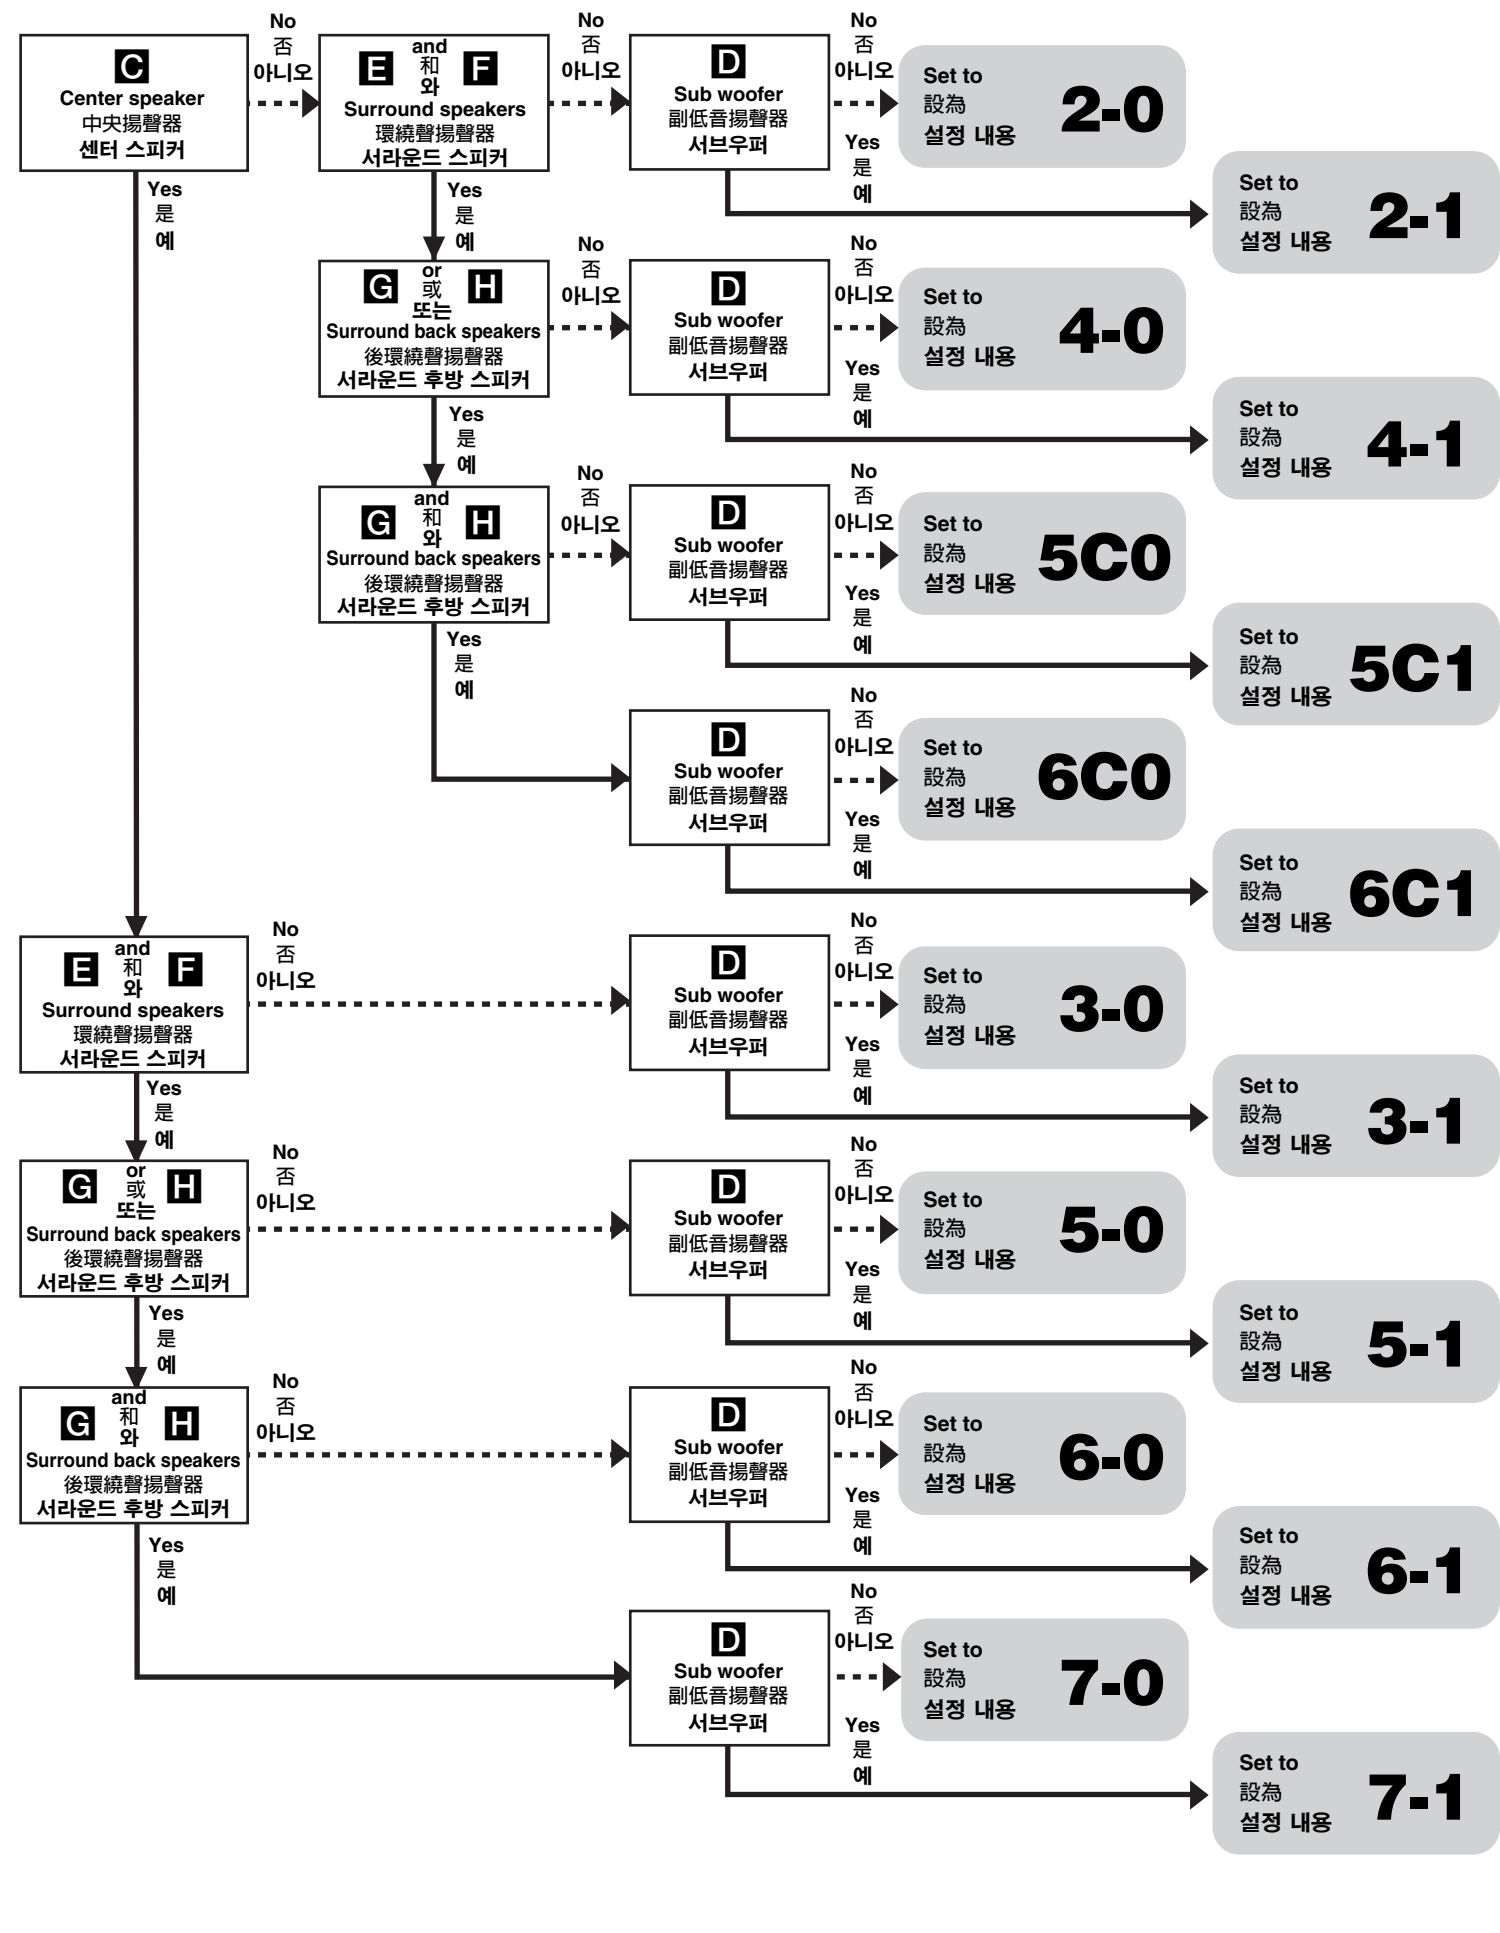 C
Center speaker
中央揚聲器
센터 스피커
No
否
아니오
E and F
和
와
Surround speakers
環繞聲揚聲器
서라운드 스피커
No
否
아니오
D
Sub woofer
副低音揚聲器
서브우퍼
No
否
아니오
Set to
設為
설정 내용
2-0
Yes
是
예
Set to
設為
설정 내용
2-1
Yes
是
예
Yes
是
예
G or H
或
또는
Surround back speakers
後環繞聲揚聲器
서라운드 후방 스피커
No
否
아니오
D
Sub woofer
副低音揚聲器
서브우퍼
No
否
아니오
Set to
設為
설정 내용
4-0
Yes
是
예
Set to
設為
설정 내용
4-1
Yes
是
예
G and H
和
와
Surround back speakers
後環繞聲揚聲器
서라운드 후방 스피커
No
否
아니오
D
Sub woofer
副低音揚聲器
서브우퍼
No
否
아니오
Set to
設為
설정 내용
5C0
Yes
是
예
Set to
設為
설정 내용
5C1
Yes
是
예
D
Sub woofer
副低音揚聲器
서브우퍼
No
否
아니오
Set to
設為
설정 내용
6C0
Yes
是
예
Set to
設為
설정 내용
6C1
E and F
和
와
Surround speakers
環繞聲揚聲器
서라운드 스피커
No
否
아니오
D
Sub woofer
副低音揚聲器
서브우퍼
No
否
아니오
Set to
設為
설정 내용
3-0
Yes
是
예
Set to
設為
설정 내용
3-1
Yes
是
예
G or H
或
또는
Surround back speakers
後環繞聲揚聲器
서라운드 후방 스피커
No
否
아니오
D
Sub woofer
副低音揚聲器
서브우퍼
No
否
아니오
Set to
設為
설정 내용
5-0
Yes
是
예
Set to
設為
설정 내용
5-1
Yes
是
예
G and H
和
와
Surround back speakers
後環繞聲揚聲器
서라운드 후방 스피커
No
否
아니오
D
Sub woofer
副低音揚聲器
서브우퍼
No
否
아니오
Set to
設為
설정 내용
6-0
Yes
是
예
Set to
設為
설정 내용
6-1
Yes
是
예
D
Sub woofer
副低音揚聲器
서브우퍼
No
否
아니오
Set to
設為
설정 내용
7-0
Yes
是
예
Set to
設為
설정 내용
7-1